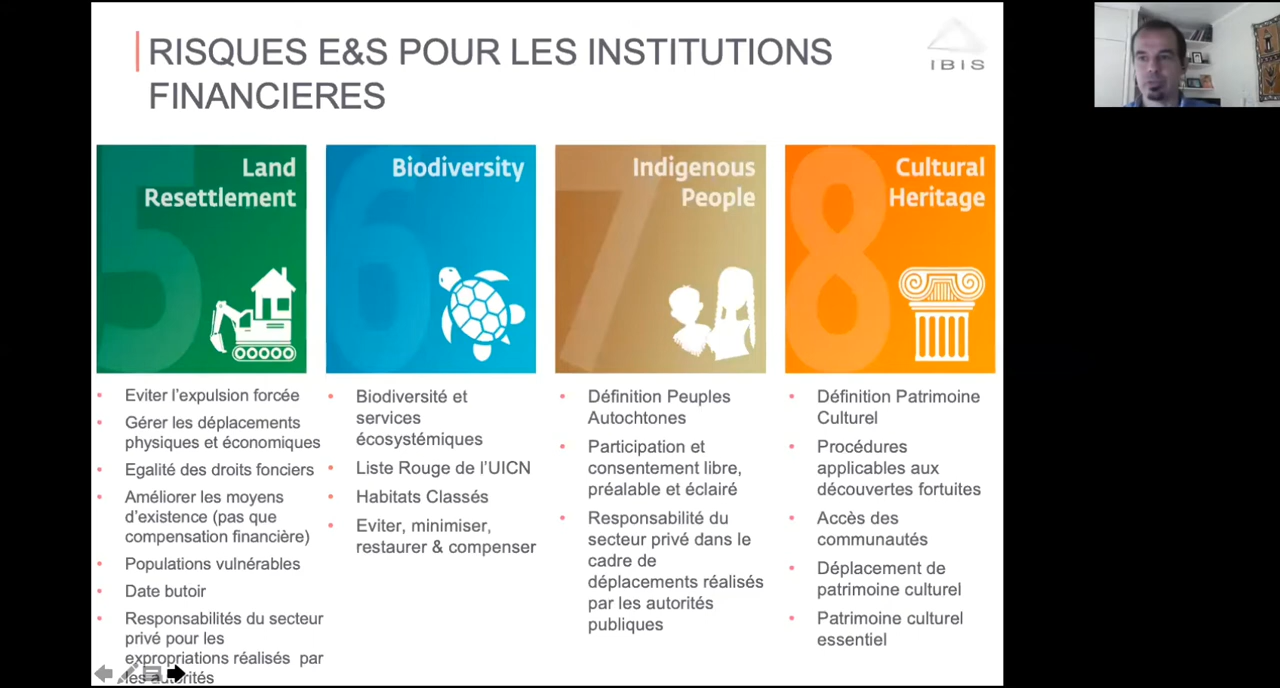 RISQUES E&S POUR LES INSTITUTIONS
FINANCIERES
IBIS
5
Land
Resettlement
6
Biodiversity
7
Indigenous
People
8
Cultural
Heritage
Eviter l'expulsion forcée
Gérer les déplacements
physiques et économiques
Egalité des droits fonciers
Améliorer les moyens
d'existence (pas que
compensation financière)
Populations vulnérables
Date butoir
Responsabilités du secteur
privé pour les
expropriations réalisés par
les autorités
Biodiversité et
services
écosystémiques
Liste Rouge de l'UICN
Habitats Classés
Eviter, minimiser,
restaurer & compenser
Définition Peuples
Autochtones
Participation et
consentement libre,
préalable et éclairé
Responsabilité du
secteur privé dans le
cadre de
déplacements réalisés
par les autorités
publiques
Définition Patrimoine
Culturel
Procédures
applicables aux
découvertes fortuites
Accès des
communautés
Déplacement de
patrimoine culturel
Patrimoine culturel
essentiel